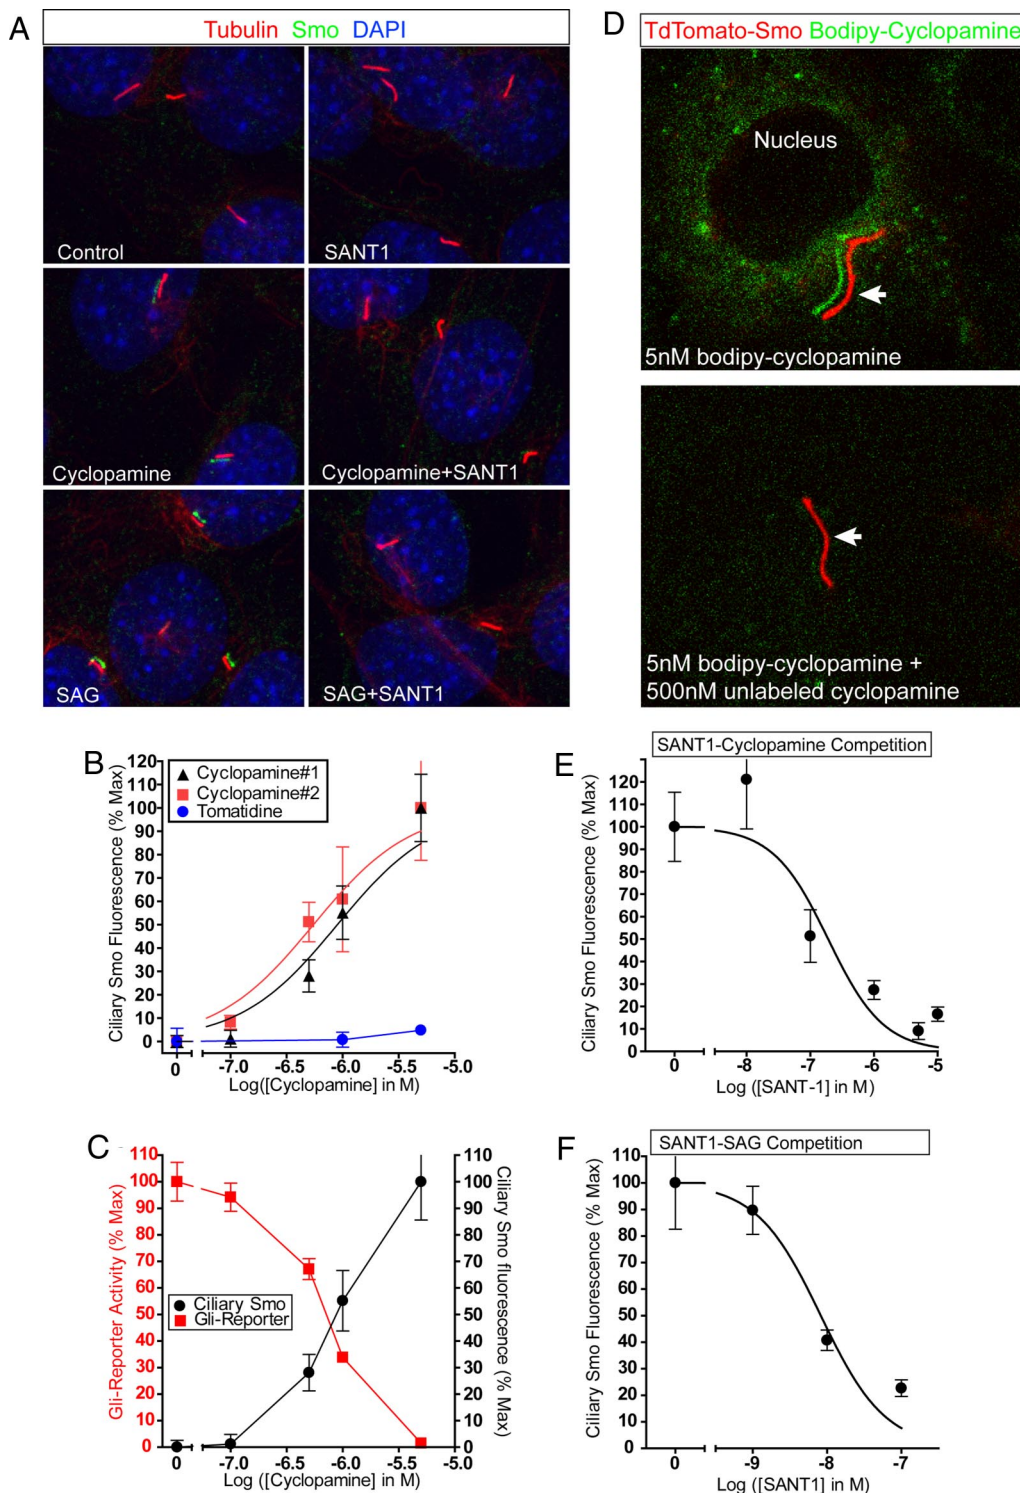 A
Tubulin Smo DAPI
Control
SANT1
Cyclopamine
Cyclopamine+SANT1
SAG
SAG+SANT1
D
TdTomato-Smo Bodipy-Cyclopamine
Nucleus
5nM bodipy-cyclopamine
5nM bodipy-cyclopamine +
500nM unlabeled cyclopamine
B
Ciliary Smo Fluorescence (% Max)
120
110
100
90
80
70
60
50
40
30
20
10
0
Cyclopamine#1
Cyclopamine#2
Tomatidine
0 -7.0 -6.5 -6.0 -5.5 -5.0
Log([Cyclopamine] in M)
E
SANT1-Cyclopamine Competition
Ciliary Smo Fluorescence (% Max)
120
110
100
90
80
70
60
50
40
30
20
10
0
0 -8 -7 -6 -5
Log ([SANT-1] in M)
C
Gli-Reporter Activity (% Max)
110
100
90
80
70
60
50
40
30
20
10
0
Ciliary Smo
Gli-Reporter
110
100
90
80
70
60
50
40
30
20
10
0
Ciliary Smo fluorescence (% Max)
0 -7.0 -6.5 -6.0 -5.5 -5.0
Log ([Cyclopamine] in M)
F
SANT1-SAG Competition
Ciliary Smo Fluorescence (% Max)
110
100
90
80
70
60
50
40
30
20
10
0
0 -9 -8 -7
Log ([SANT1] in M)